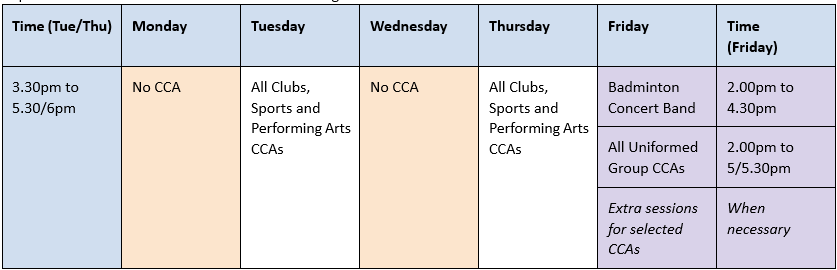 Time (Tue/Thu)
Monday
Tuesday
Wednesday
Thursday
Friday
Time
(Friday)
3.30pm to
5.30/6pm
No CCA
All Clubs,
Sports and
Performing Arts
CCAs
No CCA
All Clubs,
Sports and
Performing Arts
CCAs
Badminton
Concert Band
2.00pm to
4.30pm
All Uniformed
Group CCAs
2.00pm to
5/5.30pm
Extra sessions
for selected
CCAs
When
necessary